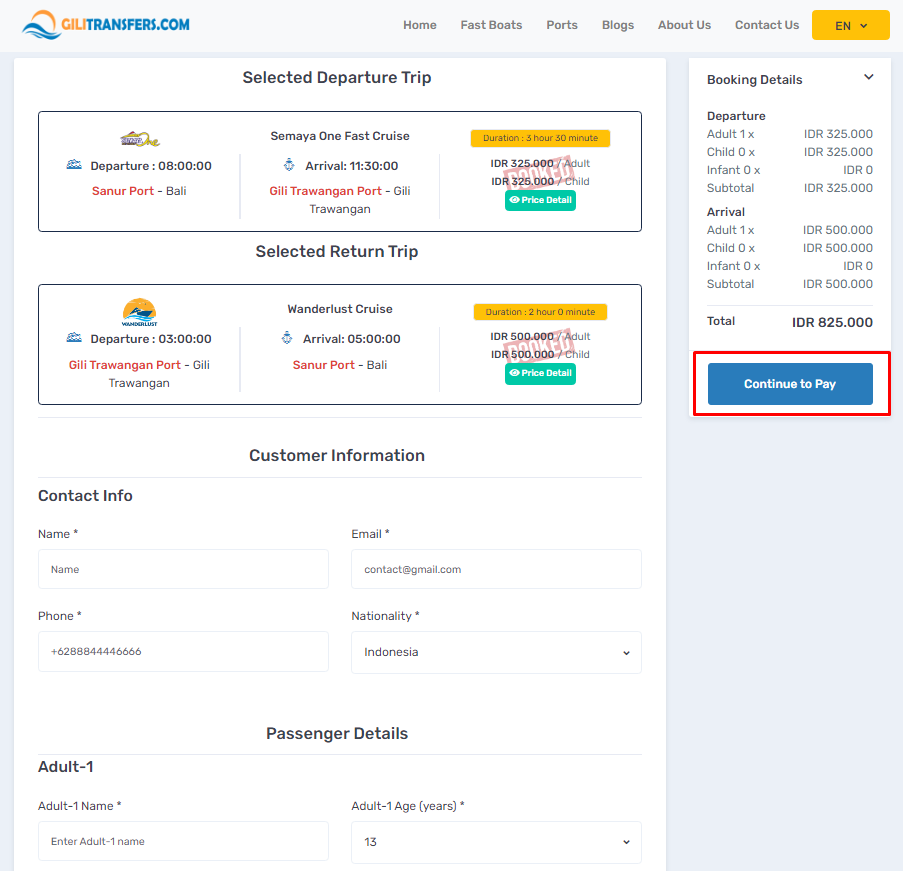 GILITRANSFERS.COM
Home Fast Boats Ports Blogs About Us Contact Us EN
Selected Departure Trip
Semaya One Fast Cruise
Departure : 08:00:00
Arrival: 11:30:00
Sanur Port - Bali
Gili Trawangan Port - Gili
Trawangan
Duration : 3 hour 30 minute
IDR 325.000 / Adult
IDR 325.000 / Child
BOOKED
Price Detail
Selected Return Trip
WANDERLUST
Wanderlust Cruise
Departure : 03:00:00
Arrival: 05:00:00
Gili Trawangan Port - Gili
Trawangan
Sanur Port - Bali
Duration : 2 hour 0 minute
IDR 500.000 / Adult
IDR 500.000 / Child
BOOKED
Price Detail
Customer Information
Contact Info
Name * Email *
Name contact@gmail.com
Phone * Nationality *
+6288844446666 Indonesia
Passenger Details
Adult-1
Adult-1 Name * Adult-1 Age (years) *
Enter Adult-1 name 13
Booking Details
Departure
Adult 1 x IDR 325.000
Child 0 x IDR 325.000
Infant 0 x IDR 0
Subtotal IDR 325.000
Arrival
Adult 1 x IDR 500.000
Child 0 x IDR 500.000
Infant 0 x IDR 0
Subtotal IDR 500.000
Total IDR 825.000
Continue to Pay